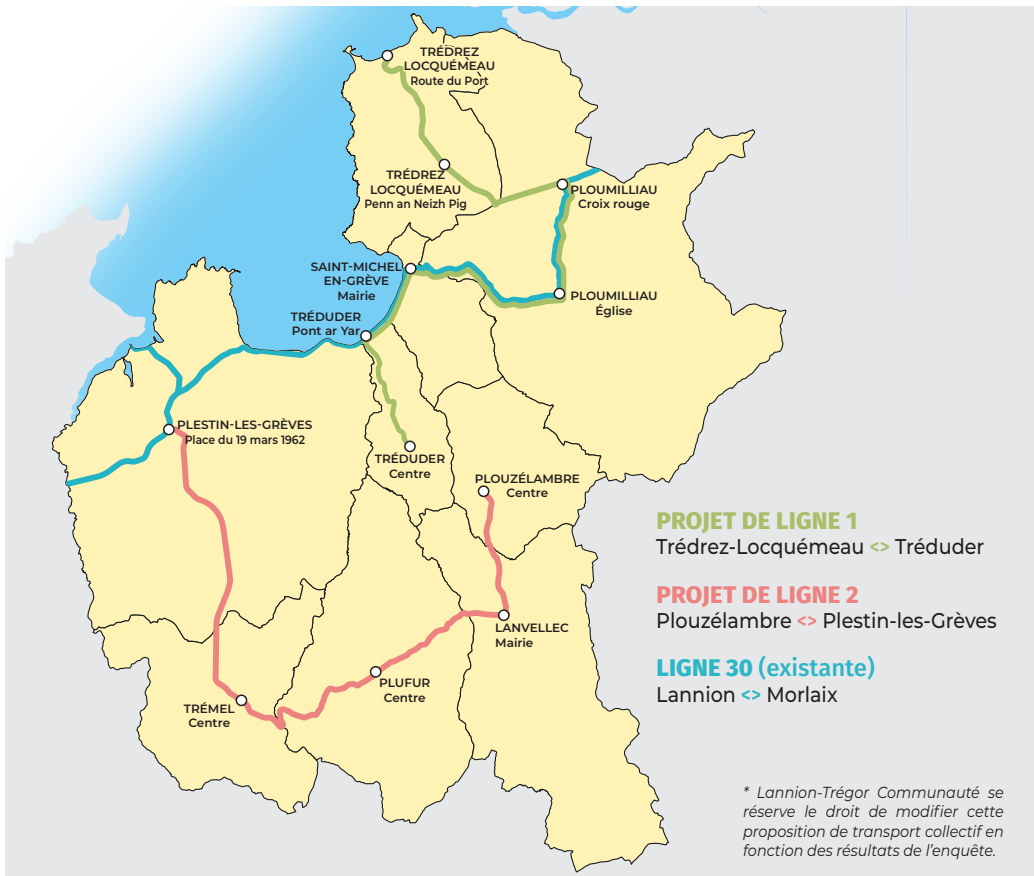 TRÉDREZ
LOCQUÉMEAU
Route du Port
TRÉDREZ
LOCQUÉMEAU
Penn an Neizh Pig
PLOUMILLIAU
Croix rouge
SAINT-MICHEL
EN-GRÈVE
Mairie
PLOUMILLIAU
Église
TRÉDUDER
Pont ar Yar
PLESTIN-LES-GRÈVES
Place du 19 mars 1962
TRÉDUDER
Centre
PLOUZÉLAMBRE
Centre
LANVELLEC
Mairie
PLUFUR
Centre
TRÉMEL
Centre
PROJET DE LIGNE 1
Trédrez-Locquémeau <> Tréduder
PROJET DE LIGNE 2
Plouzélambre <> Plestin-les-Grèves
LIGNE 30 (existante)
Lannion <> Morlaix
* Lannion-Trégor Communauté se
réserve le droit de modifier cette
proposition de transport collectif en
fonction des résultats de l'enquête.